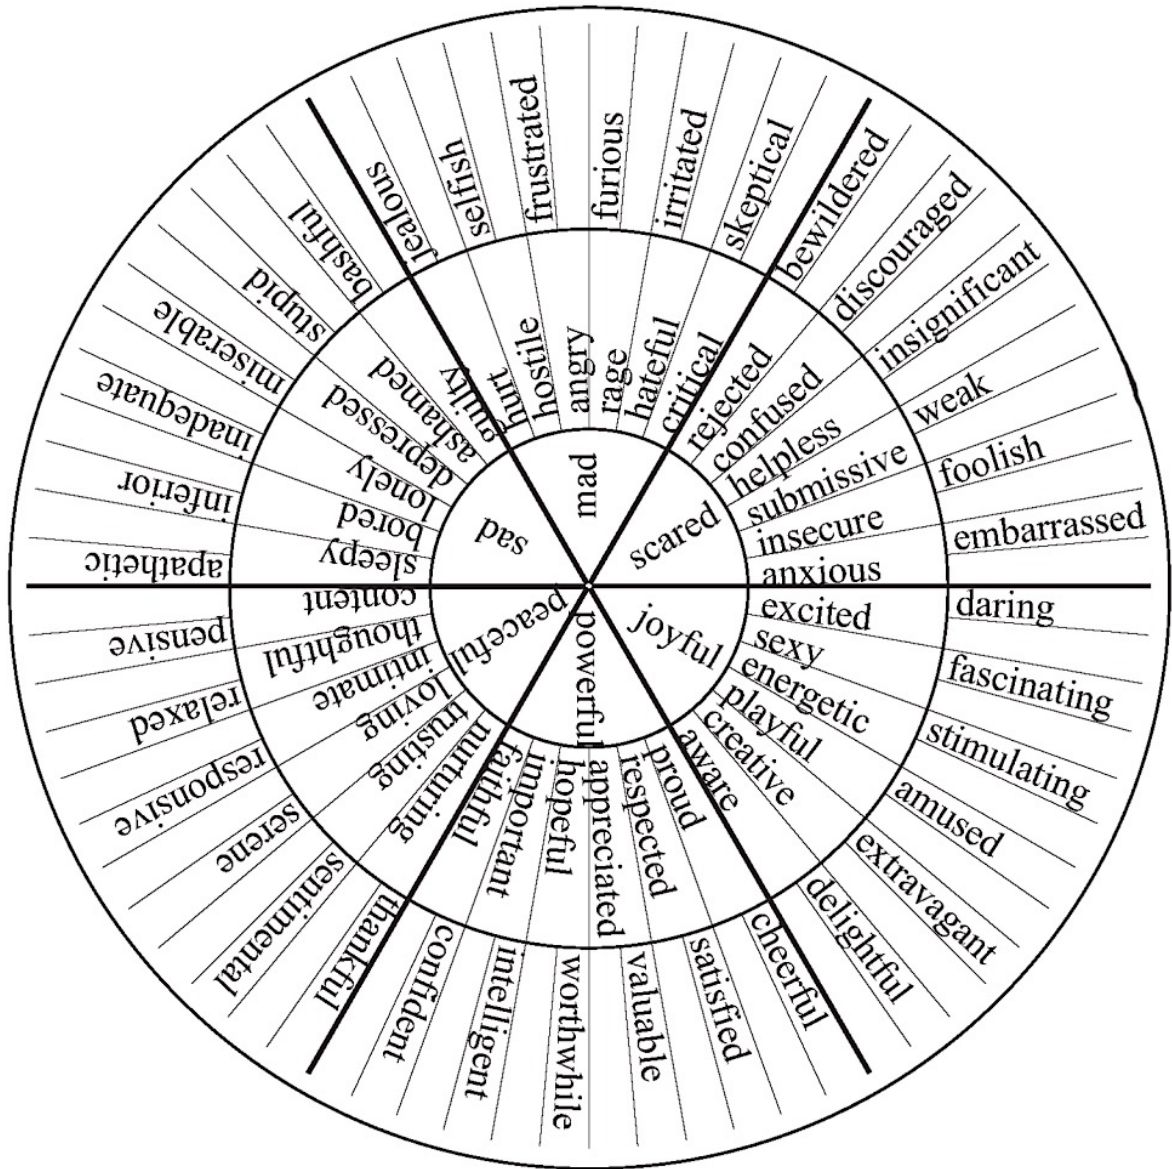 mad
scared
joyful
powerful
peaceful
sad
hurt
hostile
angry
rage
hateful
critical
rejected
confused
helpless
submissive
insecure
anxious
excited
sexy
energetic
playful
creative
aware
proud
respected
appreciated
hopeful
important
faithful
nurturing
trusting
loving
intimate
thoughtful
content
sleepy
bored
lonely
depressed
ashamed
guilty
jealous
selfish
frustrated
furious
irritated
skeptical
bewildered
discouraged
insignificant
weak
foolish
embarrassed
daring
fascinating
stimulating
amused
extravagant
delightful
cheerful
satisfied
valuable
worthwhile
intelligent
confident
thankful
sentimental
serene
responsive
relaxed
pensive
apathetic
inferior
inadequate
miserable
stupid
bashful